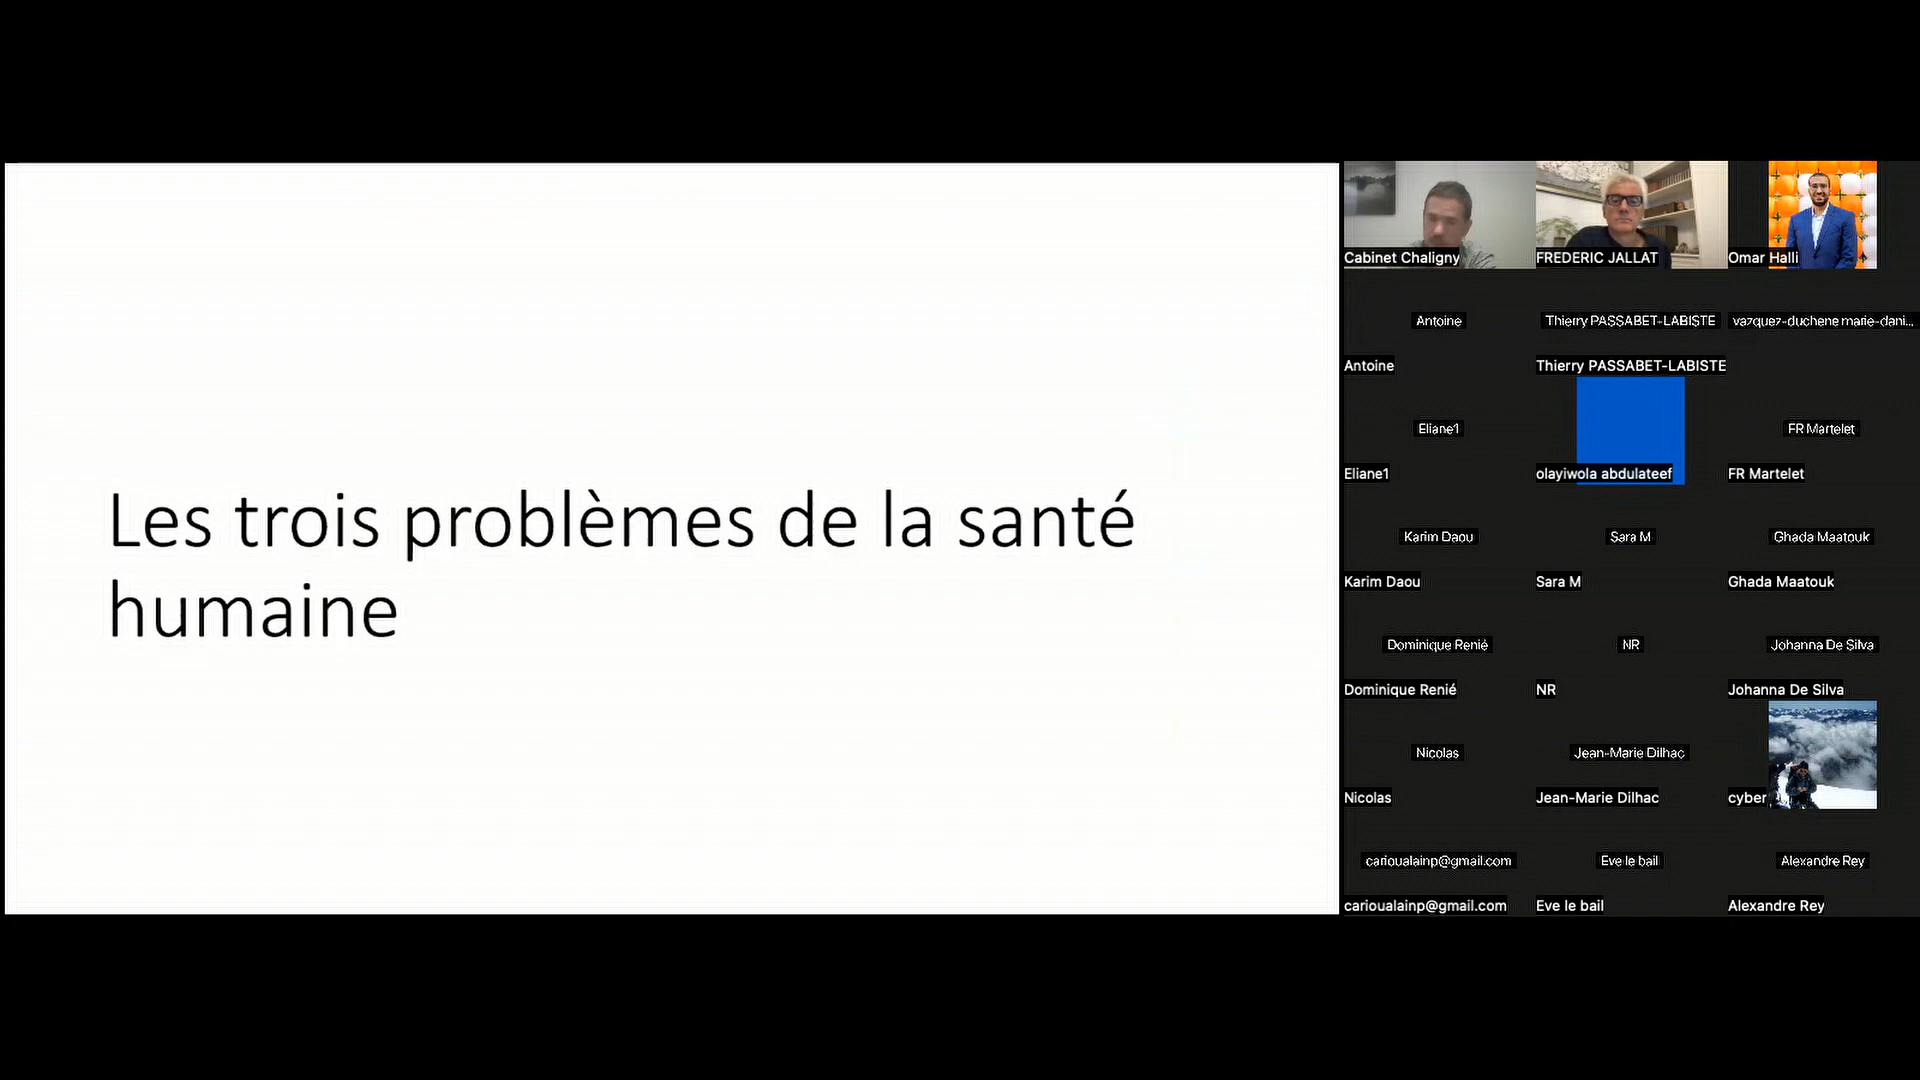 Les trois problèmes de la santé
humaine
Cabinet Chaligny
FREDERIC JALLAT
Omar Halli
Antoine
Thierry PASSABET-LABISTE
vazquez-duchene marie-dani...
Antoine
Thierry PASSABET-LABISTE
Eliane1
FR Martelet
Eliane1
olayiwola abdulateef
FR Martelet
Karim Daou
Sara M
Ghada Maatouk
Karim Daou
Sara M
Ghada Maatouk
Dominique Renié
NR
Johanna De Silva
Dominique Renié
NR
Johanna De Silva
Nicolas
Jean-Marie Dilhac
Nicolas
Jean-Marie Dilhac
cyber
carioualainp@gmail.com
Eve le bail
Alexandre Rey
carioualainp@gmail.com
Eve le bail
Alexandre Rey